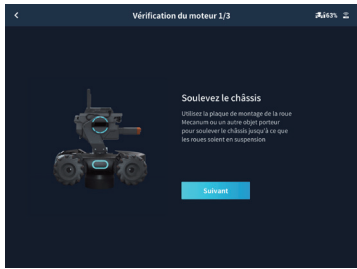 Vérification du moteur 1/3
63%
Soulevez le châssis
Utilisez la plaque de montage de la roue
Mecanum ou un autre objet porteur
pour soulever le châssis jusqu'à ce que
les roues soient en suspension
Suivant